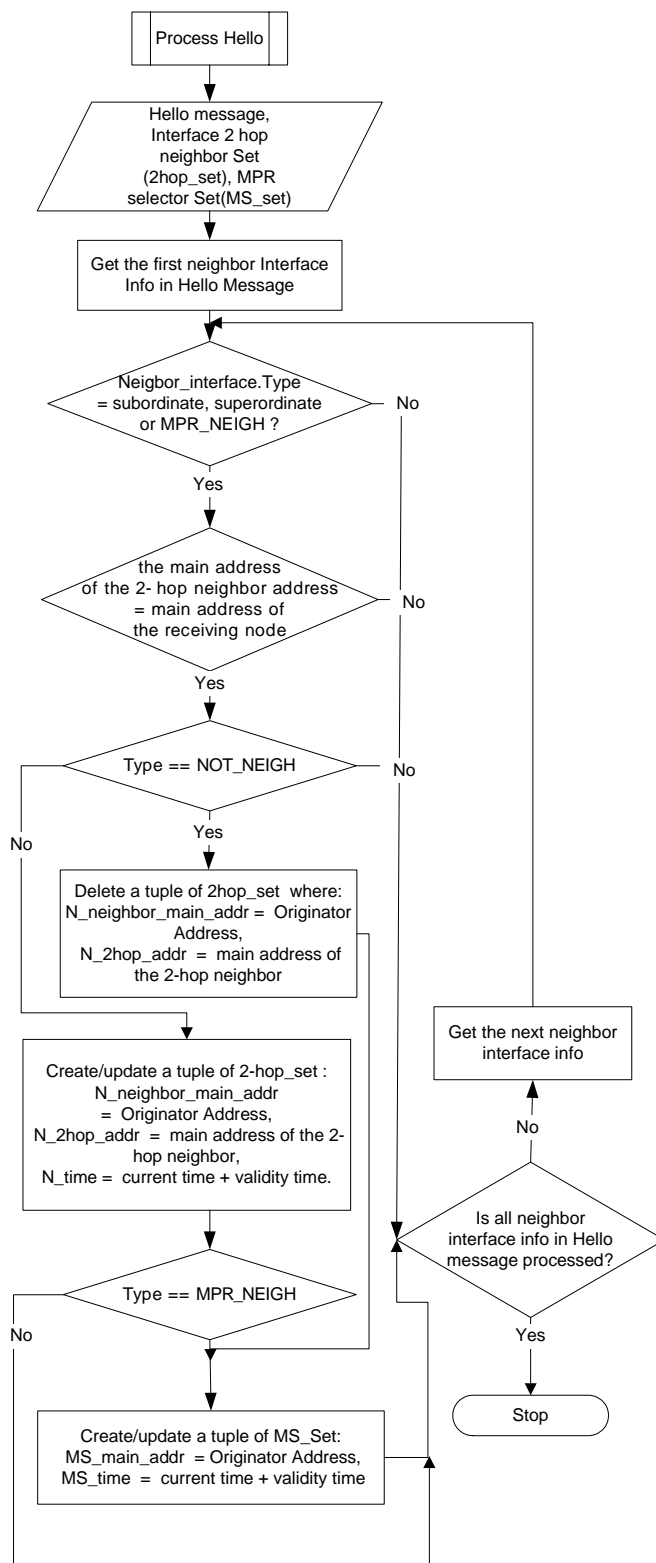 Process Hello
Hello message,
Interface 2 hop
neighbor Set
(2hop_set), MPR
selector Set(MS_set)
Get the first neighbor Interface
Info in Hello Message
Neigbor_interface.Type
= subordinate, superordinate
or MPR_NEIGH ?
No
Yes
the main address
of the 2- hop neighbor address
= main address of
the receiving node
No
Yes
Type == NOT_NEIGH
No
No
Yes
Delete a tuple of 2hop_set where:
N_neighbor_main_addr = Originator
Address,
N_2hop_addr = main address of
the 2-hop neighbor
Get the next neighbor
interface info
Create/update a tuple of 2-hop_set :
N_neighbor_main_addr
= Originator Address,
N_2hop_addr = main address of the 2-
hop neighbor,
N_time = current time + validity time.
No
Is all neighbor
interface info in Hello
message processed?
Type == MPR_NEIGH
No
Yes
Stop
Create/update a tuple of MS_Set:
MS_main_addr = Originator Address,
MS_time = current time + validity time